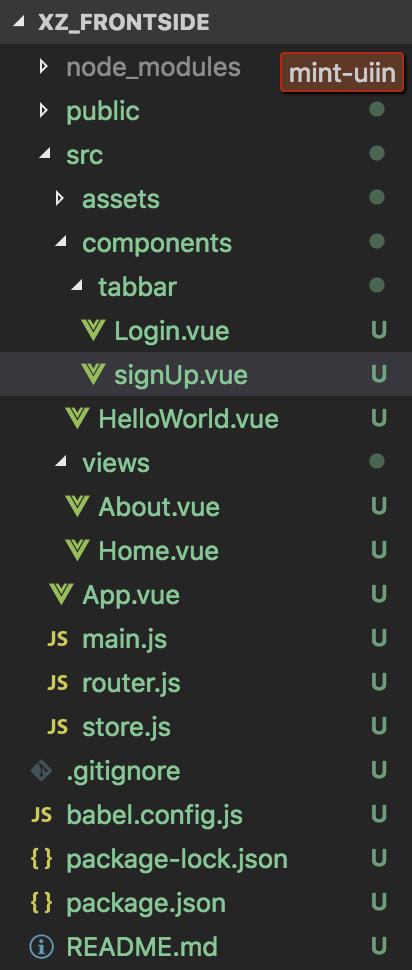 XZ_FRONTSIDE
node_modules
mint-uiin
public
src
assets
components
tabbar
Login.vue U
signUp.vue U
HelloWorld.vue U
views
About.vue U
Home.vue U
App.vue U
JS main.js U
JS router.js U
JS store.js U
.gitignore U
JS babel.config.js U
{} package-lock.json U
{} package.json U
README.md U